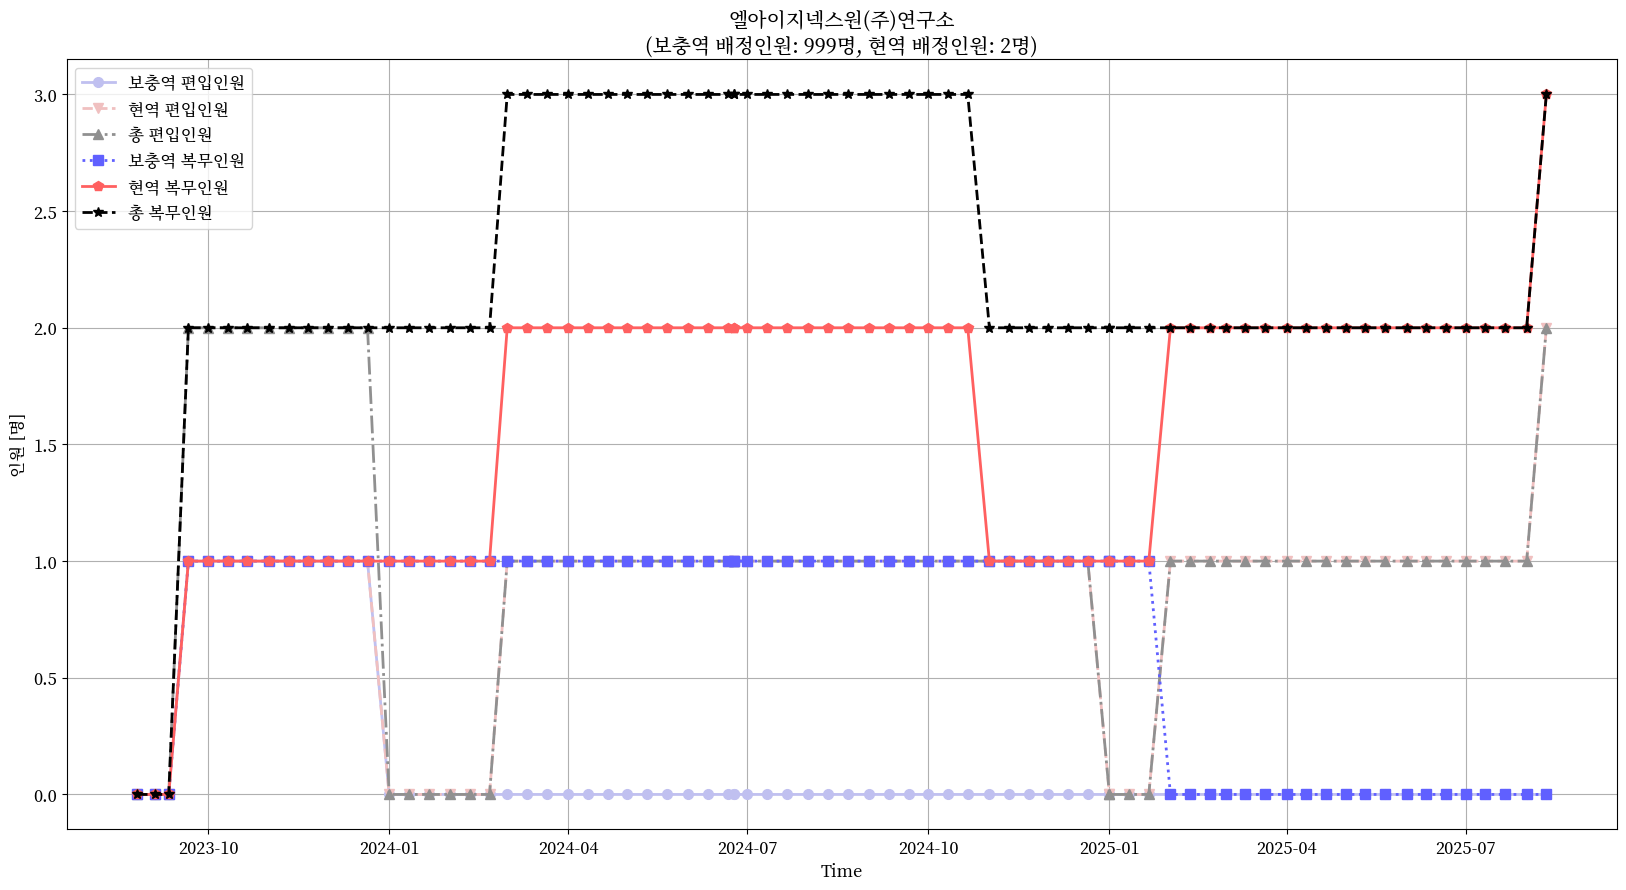 엘아이지넥스원(주)연구소
(보충역 배정인원: 999명, 현역 배정인원: 2명)
보충역 편입인원
현역 편입인원
총 편입인원
보충역 복무인원
현역 복무인원
총 복무인원
3.0
2.5
2.0
1.5
1.0
0.5
0.0
인원 [명]
2023-10
2024-01
2024-04
2024-07
2024-10
2025-01
2025-04
2025-07
Time